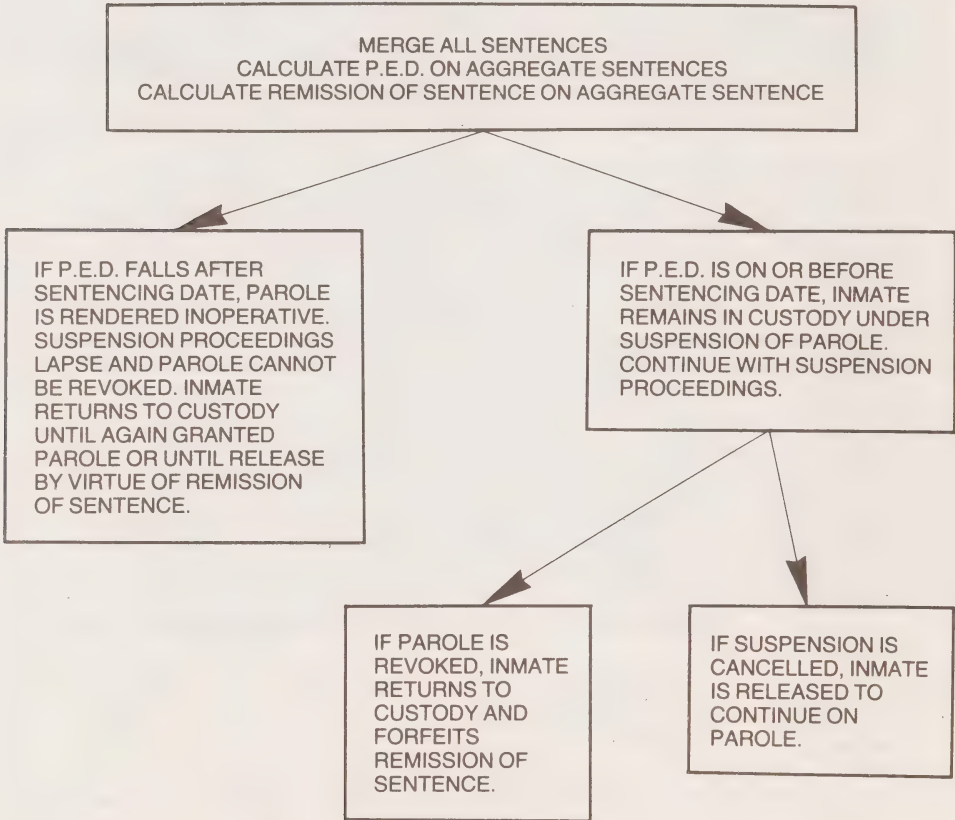 MERGE ALL SENTENCES
CALCULATE P.E.D. ON AGGREGATE SENTENCES
CALCULATE REMISSION OF SENTENCE ON AGGREGATE SENTENCE
IF P.E.D. FALLS AFTER
SENTENCING DATE, PAROLE
IS RENDERED INOPERATIVE.
SUSPENSION PROCEEDINGS
LAPSE AND PAROLE CANNOT
BE REVOKED. INMATE
RETURNS TO CUSTODY
UNTIL AGAIN GRANTED
PAROLE OR UNTIL RELEASE
BY VIRTUE OF REMISSION
OF SENTENCE.
IF P.E.D. IS ON OR BEFORE
SENTENCING DATE, INMATE
REMAINS IN CUSTODY UNDER
SUSPENSION OF PAROLE.
CONTINUE WITH SUSPENSION
PROCEEDINGS.
IF PAROLE IS
REVOKED, INMATE
RETURNS TO
CUSTODY AND
FORFEITS
REMISSION OF
SENTENCE.
IF SUSPENSION IS
CANCELLED, INMATE
IS RELEASED TO
CONTINUE ON
PAROLE.